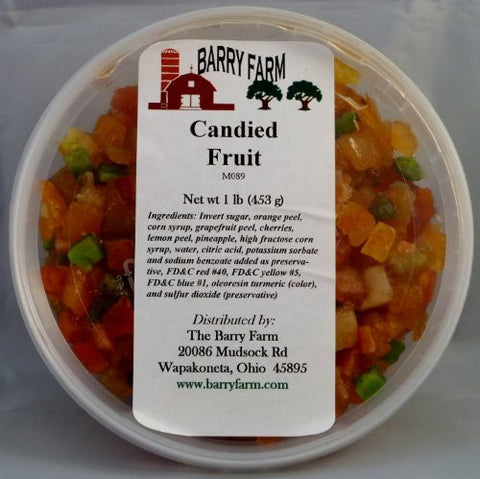 BARRY FARM
Candied
Fruit
M089
Net wt 1 lb (453 g)
Ingredients: Invert sugar, orange peel,
corn syrup, grapefruit peel, cherries,
lemon peel, pineapple, high fructose corn
syrup, water, citric acid, potassium sorbate
and sodium benzoate added as preserva-
tive, FD&C red #40, FD&C yellow #5,
FD&C blue #1, oleoresin turmeric (color),
and sulfur dioxide (preservative)
Distributed by:
The Barry Farm
20086 Mudsock Rd
Wapakoneta, Ohio 45895
www.barryfarm.com